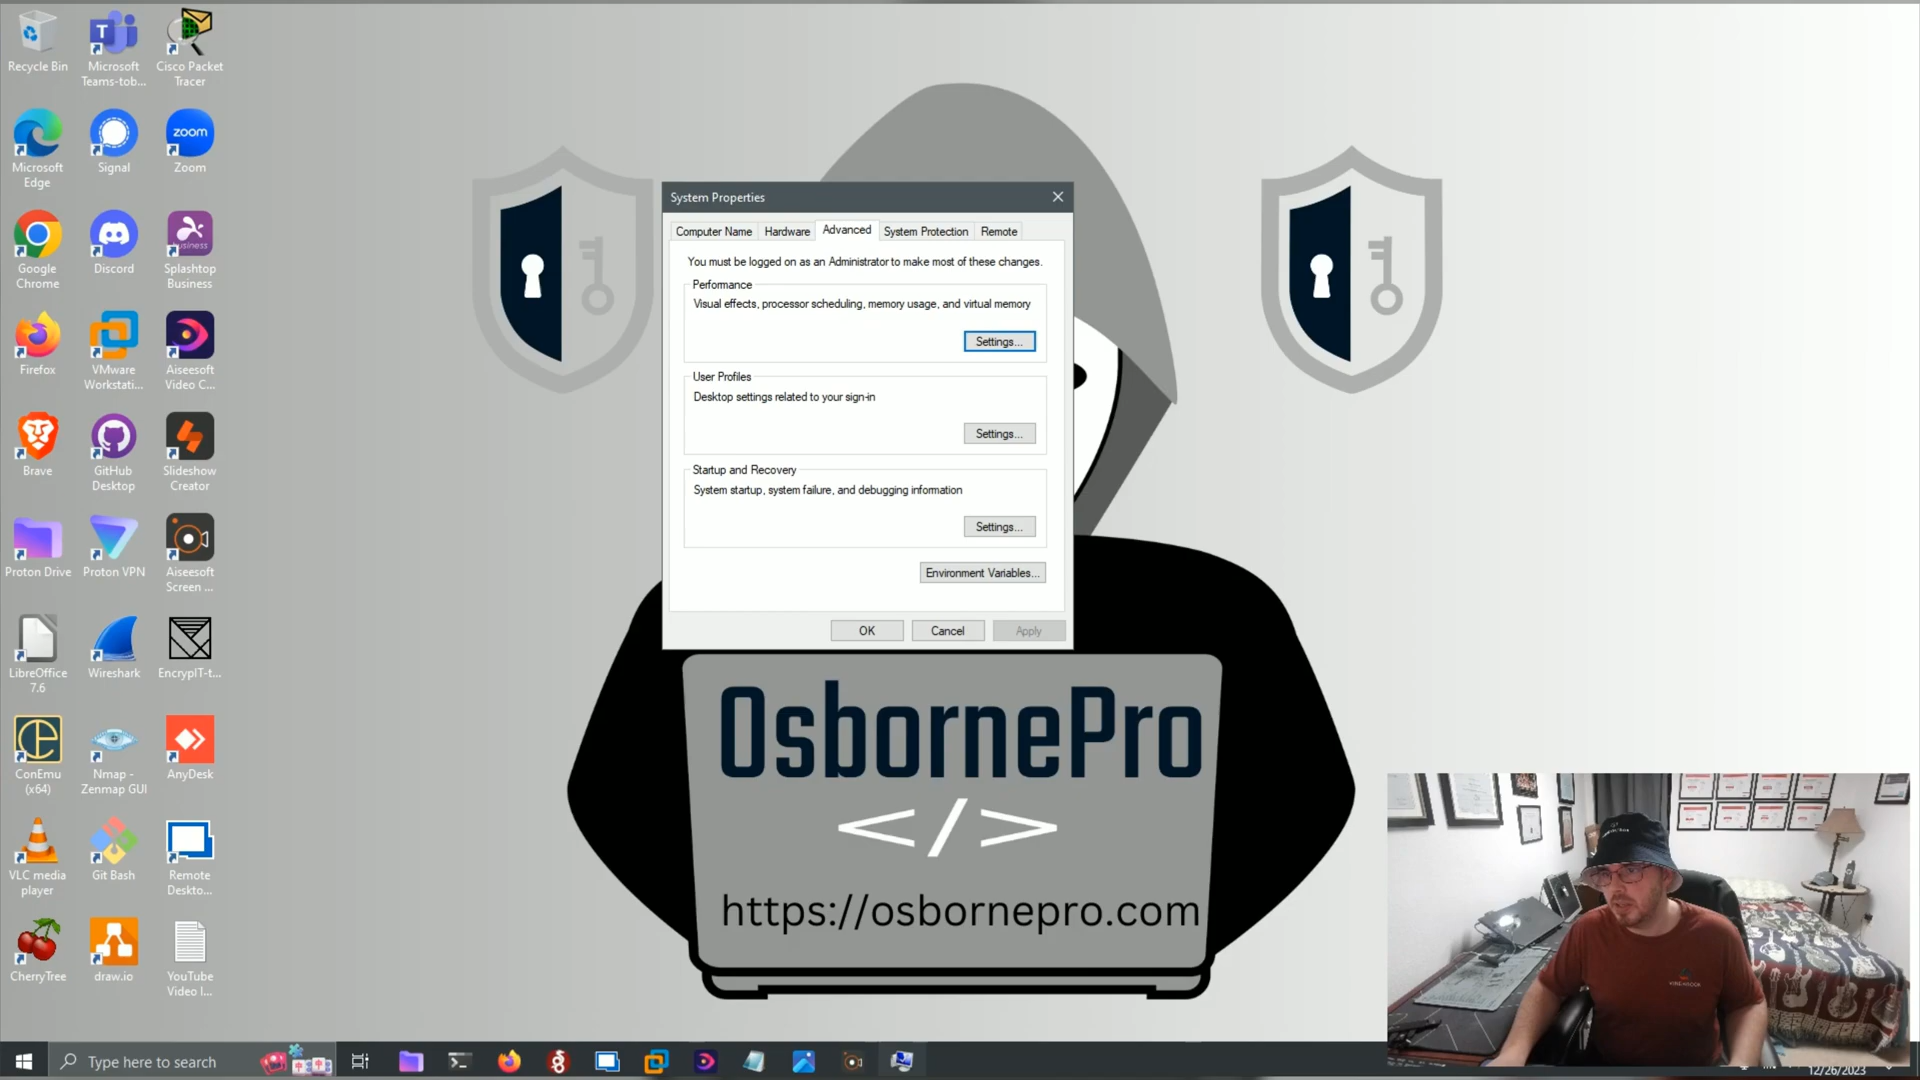 Recycle Bin
Microsoft
Teams-tob...
Cisco Packet
Tracer
Microsoft
Edge
Signal
zoom
Zoom
Google
Chrome
Discord
business
Splashtop
Business
Firefox
VMware
Workstati...
Aiseesoft
Video C...
Brave
GitHub
Desktop
Slideshow
Creator
Proton Drive
Proton VPN
Aiseesoft
Screen ...
LibreOffice
7.6
Wireshark
EncrypIT-t...
ConEmu
(x64)
Nmap -
Zenmap GUI
AnyDesk
VLC media
player
Git Bash
Remote
Deskto...
CherryTree
draw.io
YouTube
Video I...
System Properties
Computer Name
Hardware
Advanced
System Protection
Remote
You must be logged on as an Administrator to make most of these changes.
Performance
Visual effects, processor scheduling, memory usage, and virtual memory
Settings...
User Profiles
Desktop settings related to your sign-in
Settings...
Startup and Recovery
System startup, system failure, and debugging information
Settings...
Environment Variables...
OK
Cancel
Apply
OsbornePro
</>
https://osbornepro.com
Type here to search
12/26/2023